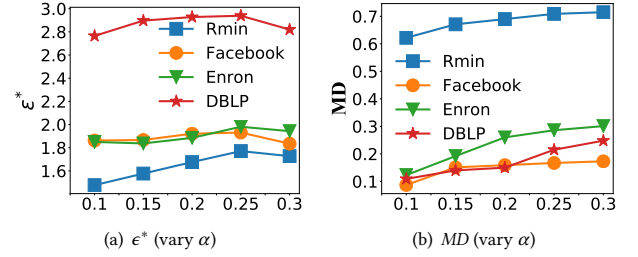 3.0
2.8
2.6
2.4
2.2
2.0
1.8
1.6
ε*
Rmin
Facebook
Enron
DBLP
0.1 0.15 0.2 0.25 0.3
(a) ϵ* (vary α)
0.7
0.6
0.5
0.4
0.3
0.2
0.1
MD
Rmin
Facebook
Enron
DBLP
0.1 0.15 0.2 0.25 0.3
(b) MD (vary α)